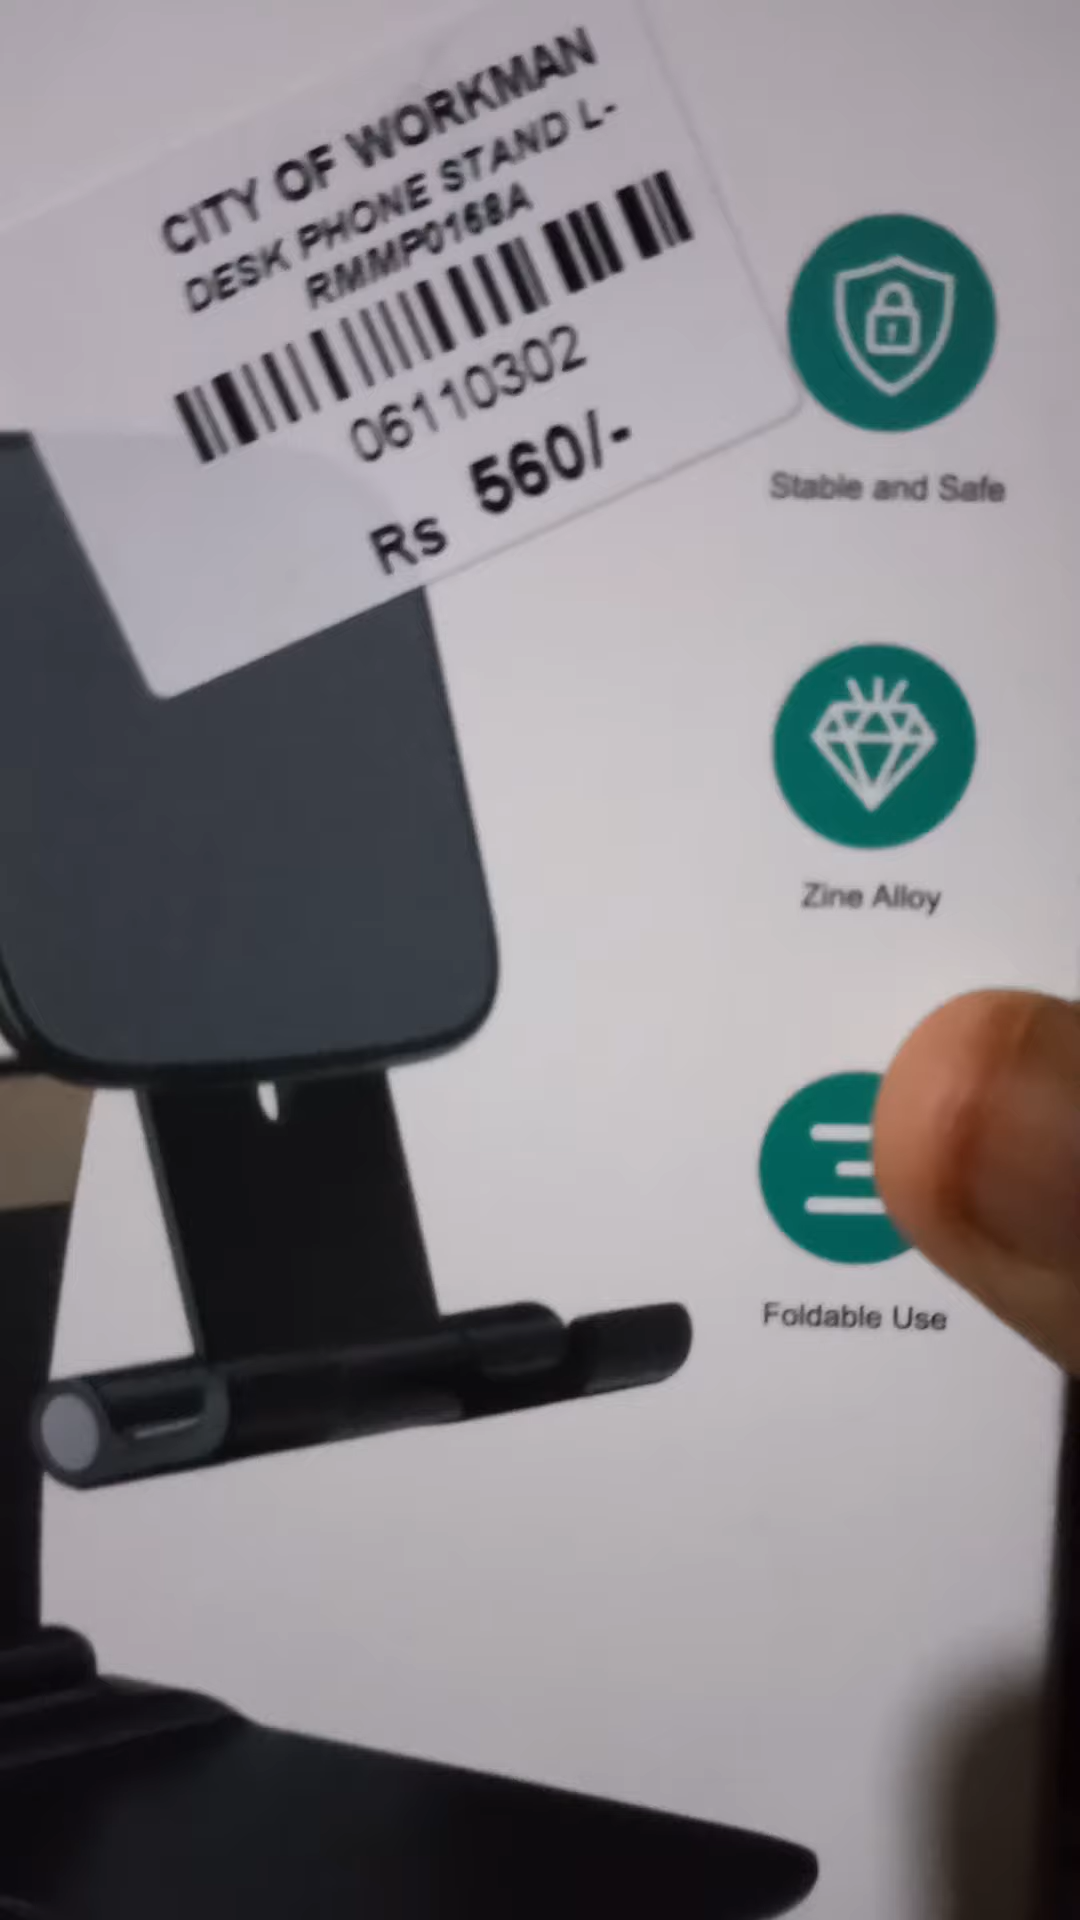 CITY OF WORKMAN
DESK PHONE STAND L-
RMMP0168A
06110302
Rs 560/-
Stable and Safe
Zine Alloy
Foldable Use